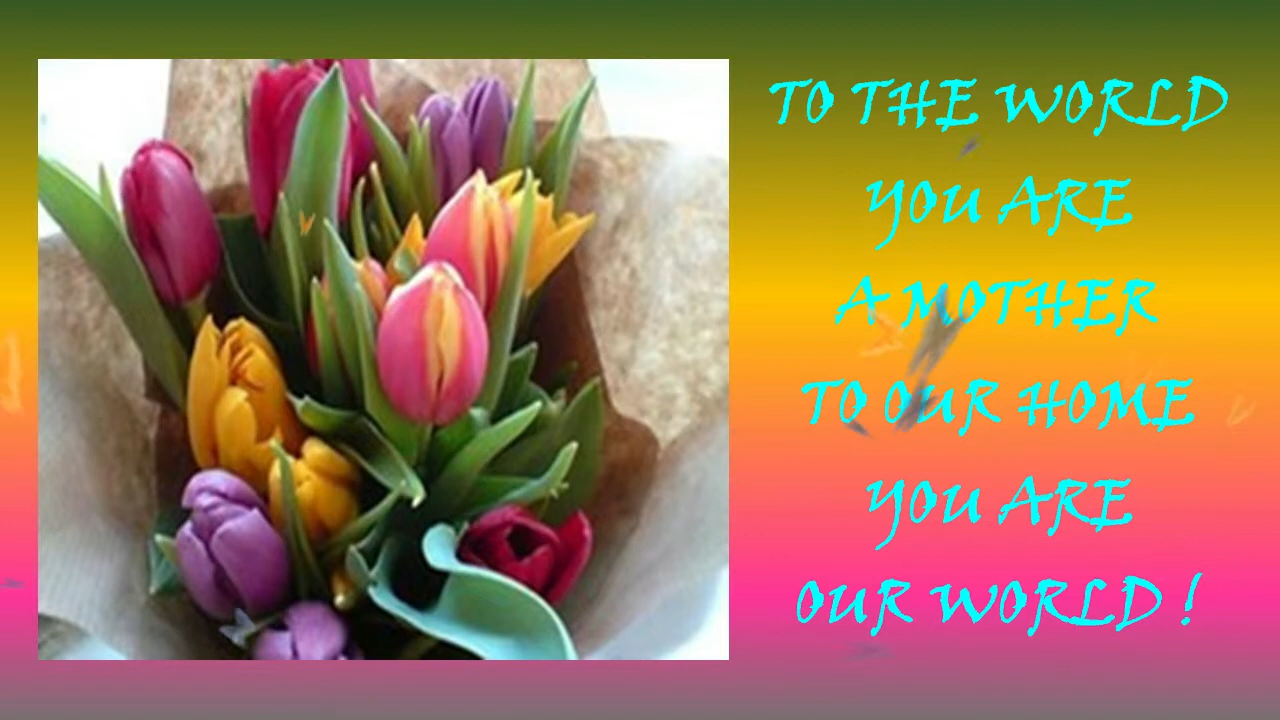 TO THE WORLD
YOU ARE
A MOTHER
TO OUR HOME
YOU ARE
OUR WORLD !